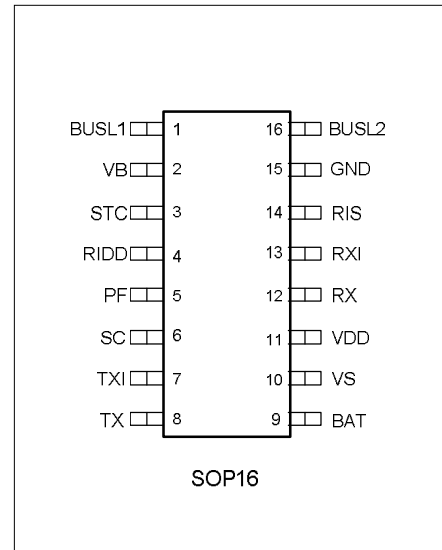 BUSL1 1 16 BUSL2
VB 2 15 GND
STC 3 14 RIS
RIDD 4 13 RXI
PF 5 12 RX
SC 6 11 VDD
TXI 7 10 VS
TX 8 9 BAT
SOP16